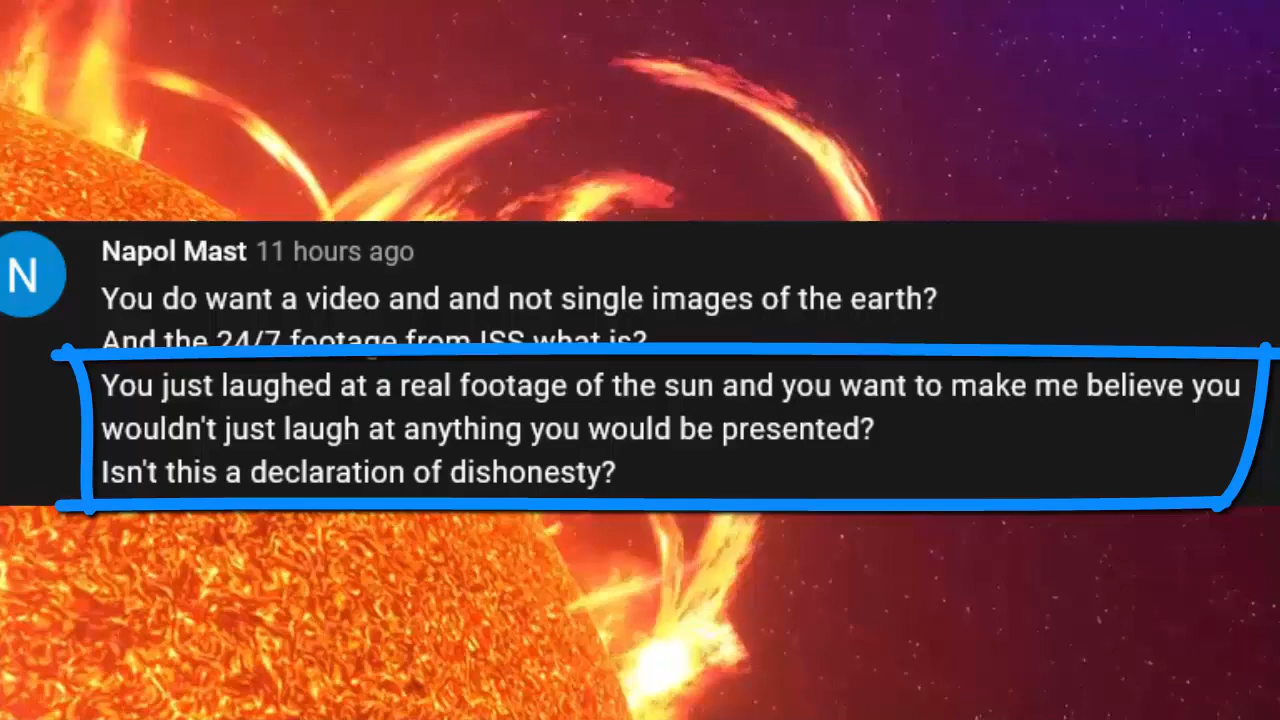 N
Napol Mast 11 hours ago
You do want a video and and not single images of the earth?
And the 24/7 footage from ISS what is?
You just laughed at a real footage of the sun and you want to make me believe you
wouldn't just laugh at anything you would be presented?
Isn't this a declaration of dishonesty?